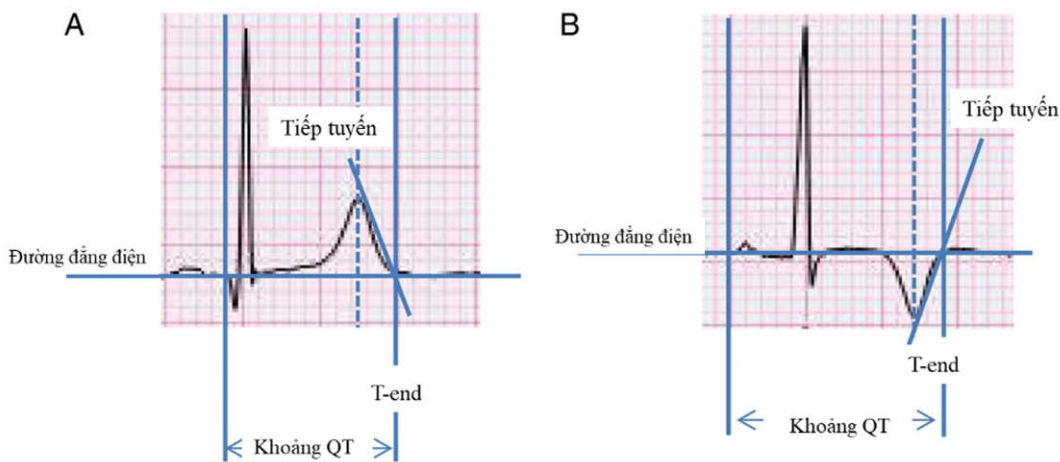 A
Tiếp tuyến
Đường đẳng điện
T-end
Khoảng QT
B
Tiếp tuyến
Đường đẳng điện
T-end
Khoảng QT